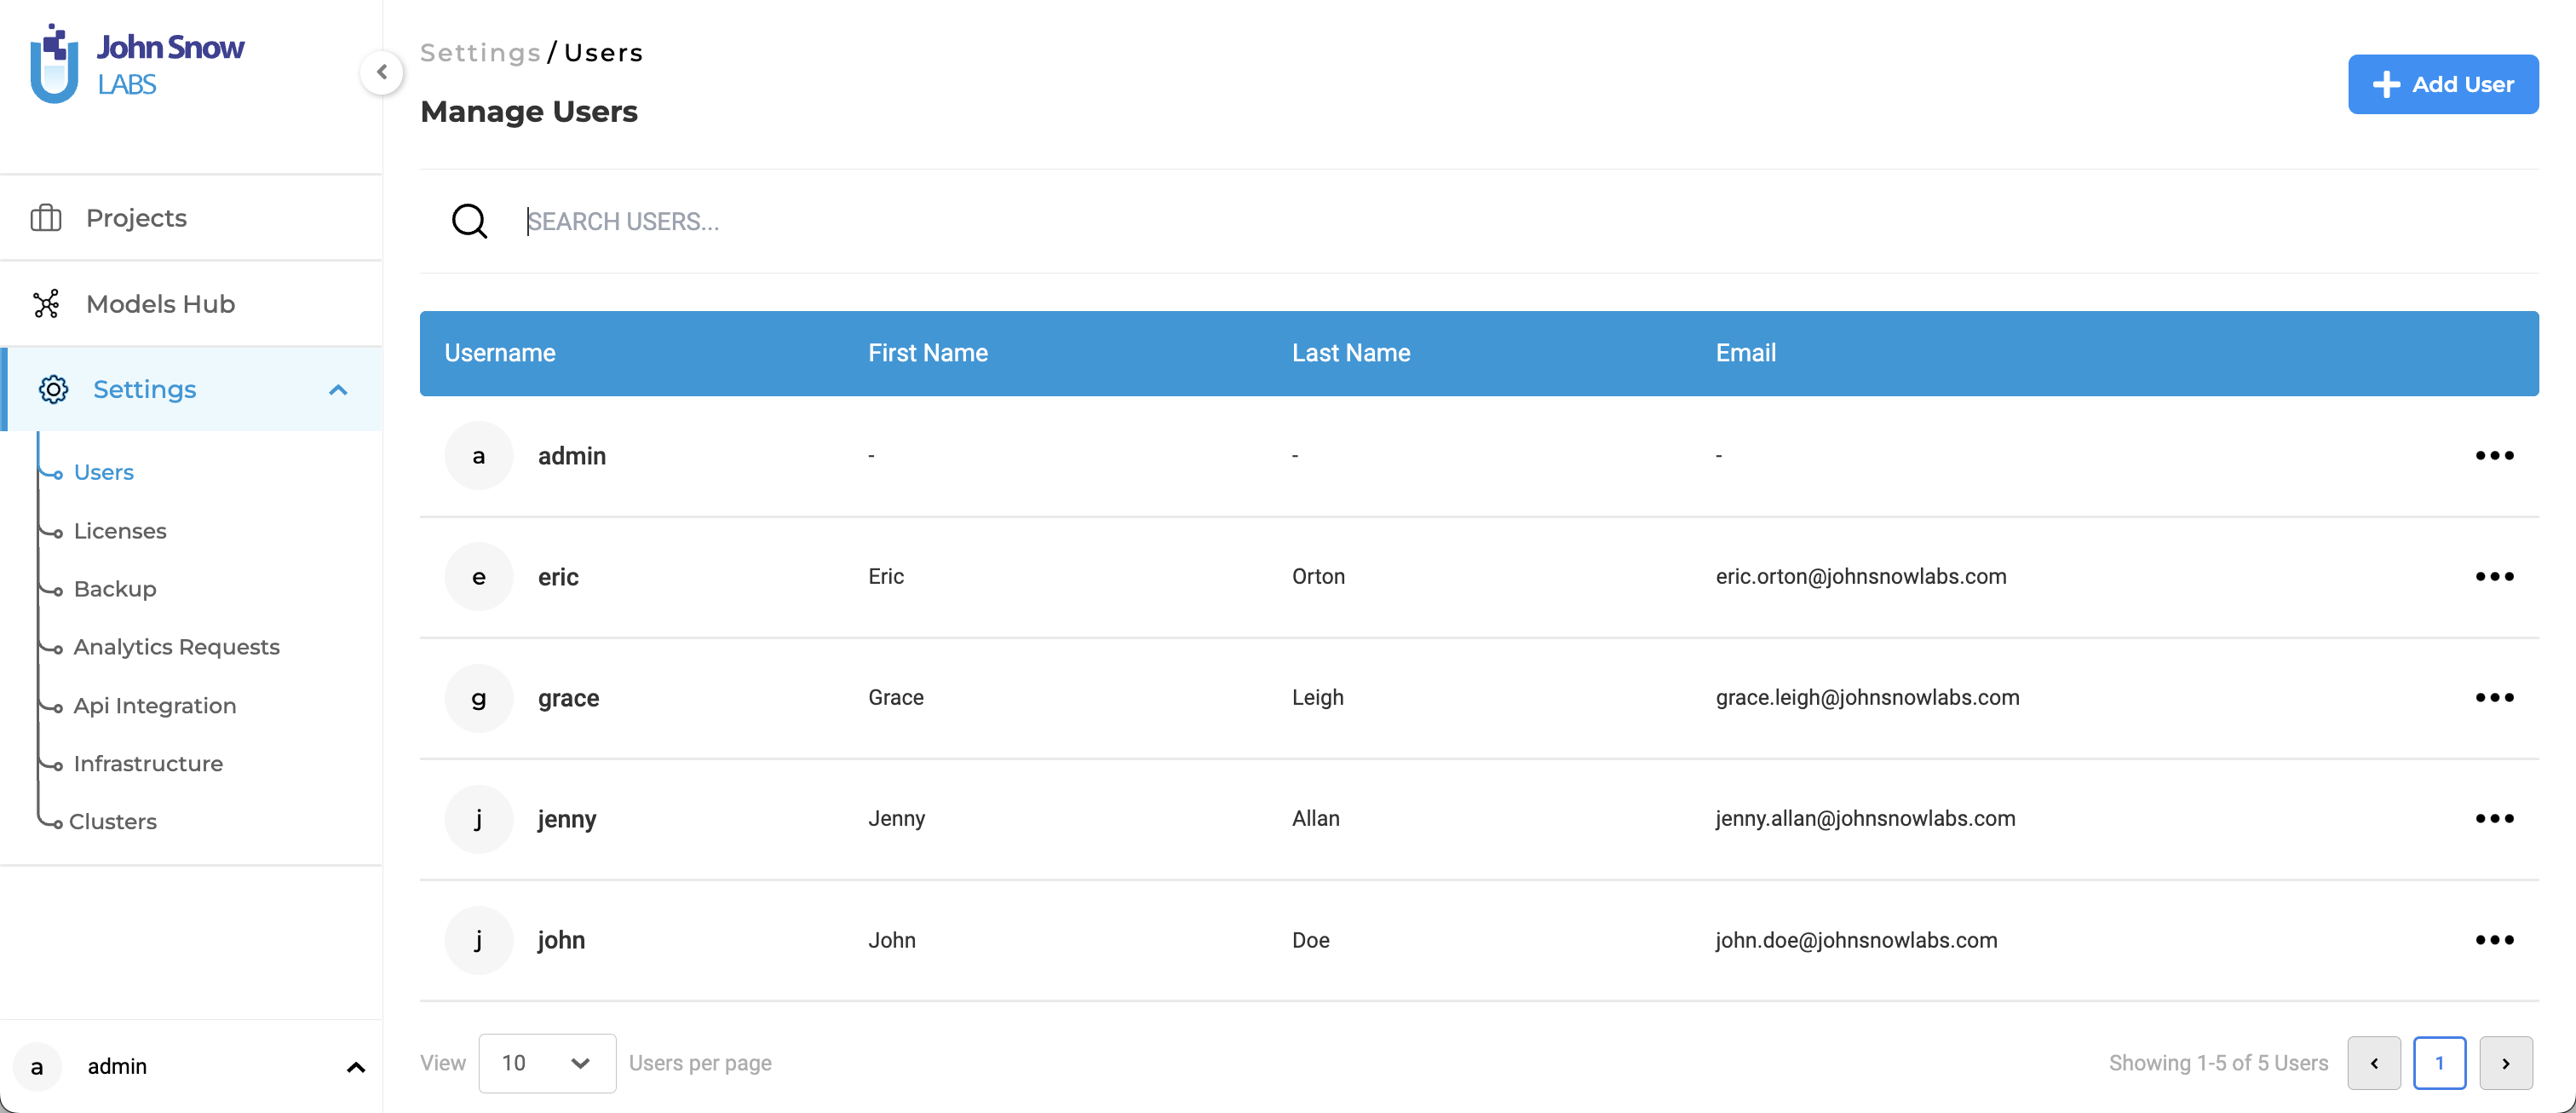 John Snow
LABS
Projects
Models Hub
Settings
Users
Licenses
Backup
Analytics Requests
Api Integration
Infrastructure
Clusters
a admin
Settings / Users
Manage Users
Add User
SEARCH USERS...
Username First Name Last Name Email
a admin - - -
e eric Eric Orton eric.orton@johnsnowlabs.com
g grace Grace Leigh grace.leigh@johnsnowlabs.com
j jenny Jenny Allan jenny.allan@johnsnowlabs.com
j john John Doe john.doe@johnsnowlabs.com
View 10 Users per page Showing 1-5 of 5 Users 1